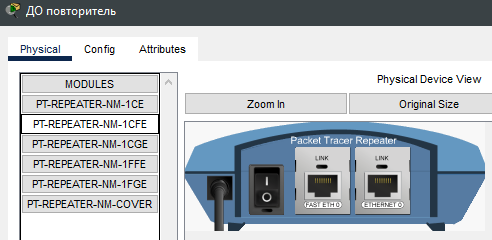 ДО повторитель
Physical
Config
Attributes
MODULES
PT-REPEATER-NM-1CE
PT-REPEATER-NM-1CFE
PT-REPEATER-NM-1CGE
PT-REPEATER-NM-1FFE
PT-REPEATER-NM-1FGE
PT-REPEATER-NM-COVER
Physical Device View
Zoom In
Original Size
Packet Tracer Repeater
LINK
LINK
FAST ETH 0
ETHERNET 0